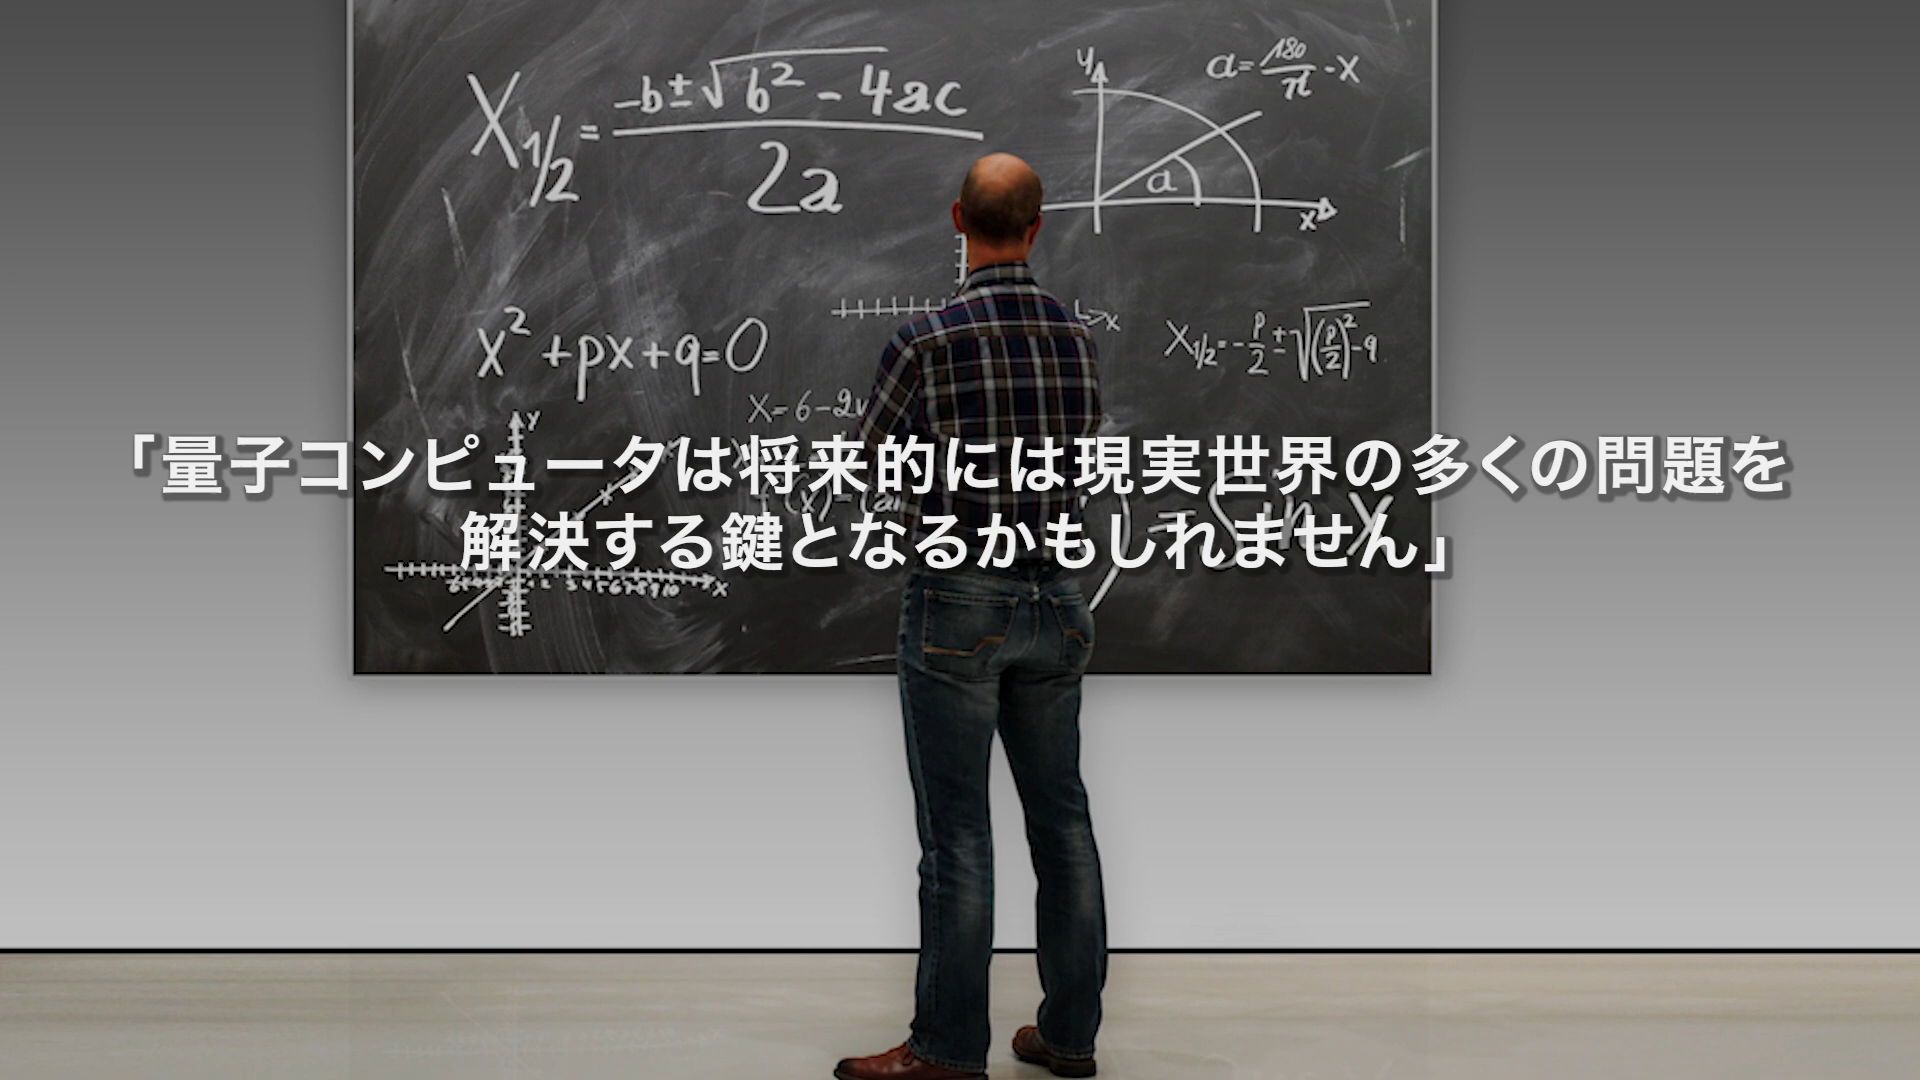 X1/2 = -b±√b² - 4ac / 2a
y
a = 180/π · x
a
x
x
x² + px + q = 0
X1/2 = -p/2 ± √(p/2)² - q
X = 6 - 2
y
「量子コンピュータは将来的には現実世界の多くの問題を
解決する鍵となるかもしれません」
= Sin x
x